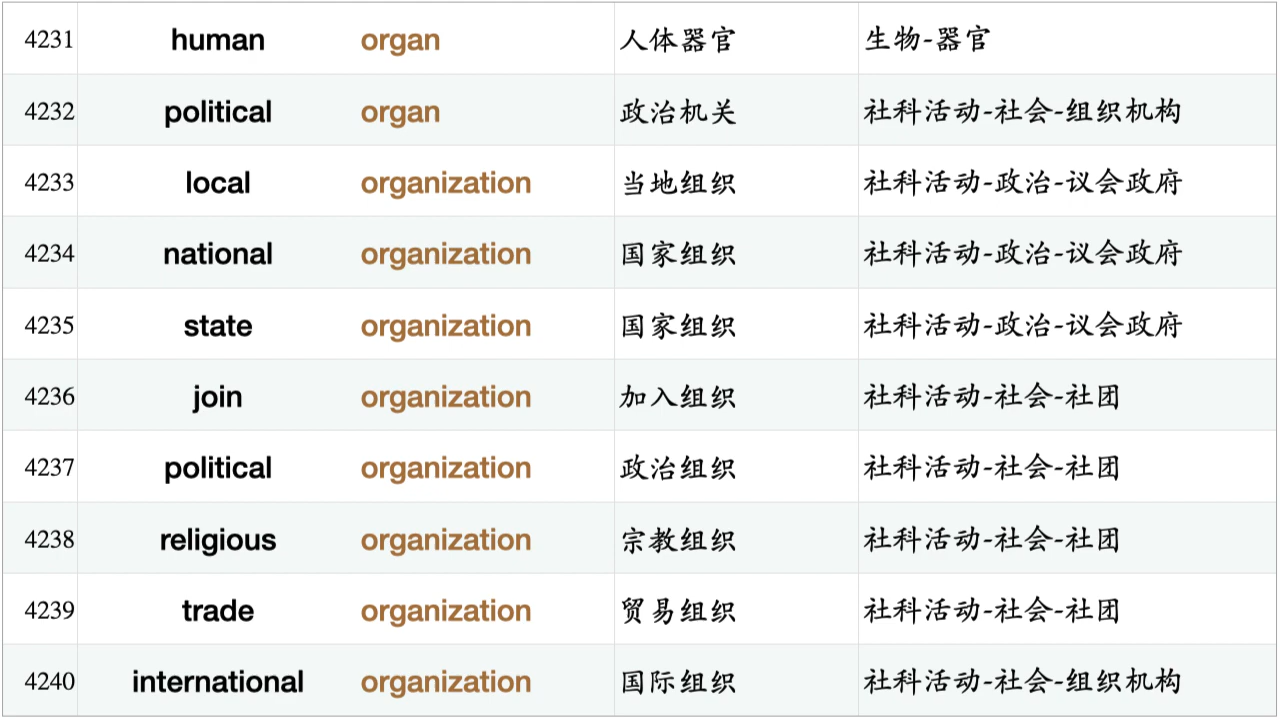 4231 human organ 人体器官 生物-器官
4232 political organ 政治机关 社科活动-社会-组织机构
4233 local organization 当地组织 社科活动-政治-议会政府
4234 national organization 国家组织 社科活动-政治-议会政府
4235 state organization 国家组织 社科活动-政治-议会政府
4236 join organization 加入组织 社科活动-社会-社团
4237 political organization 政治组织 社科活动-社会-社团
4238 religious organization 宗教组织 社科活动-社会-社团
4239 trade organization 贸易组织 社科活动-社会-社团
4240 international organization 国际组织 社科活动-社会-组织机构